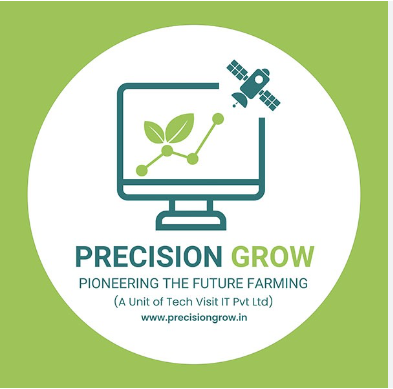 PRECISION GROW
PIONEERING THE FUTURE FARMING
(A Unit of Tech Visit IT Pvt Ltd)
www.precisiongrow.in